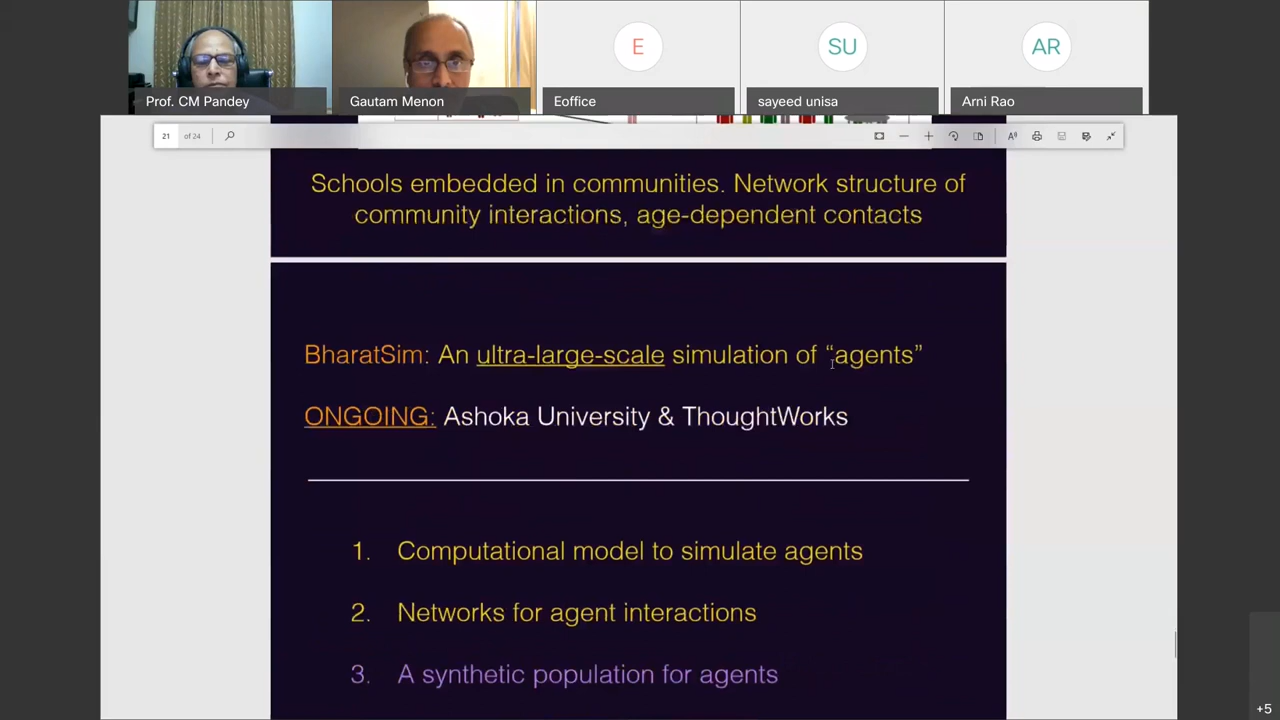 E
SU
AR
Prof. CM Pandey
Gautam Menon
Eoffice
sayeed unisa
Arni Rao
21 of 24
Schools embedded in communities. Network structure of
community interactions, age-dependent contacts
BharatSim: An ultra-large-scale simulation of “agents”
ONGOING: Ashoka University & ThoughtWorks
1. Computational model to simulate agents
2. Networks for agent interactions
3. A synthetic population for agents
+5